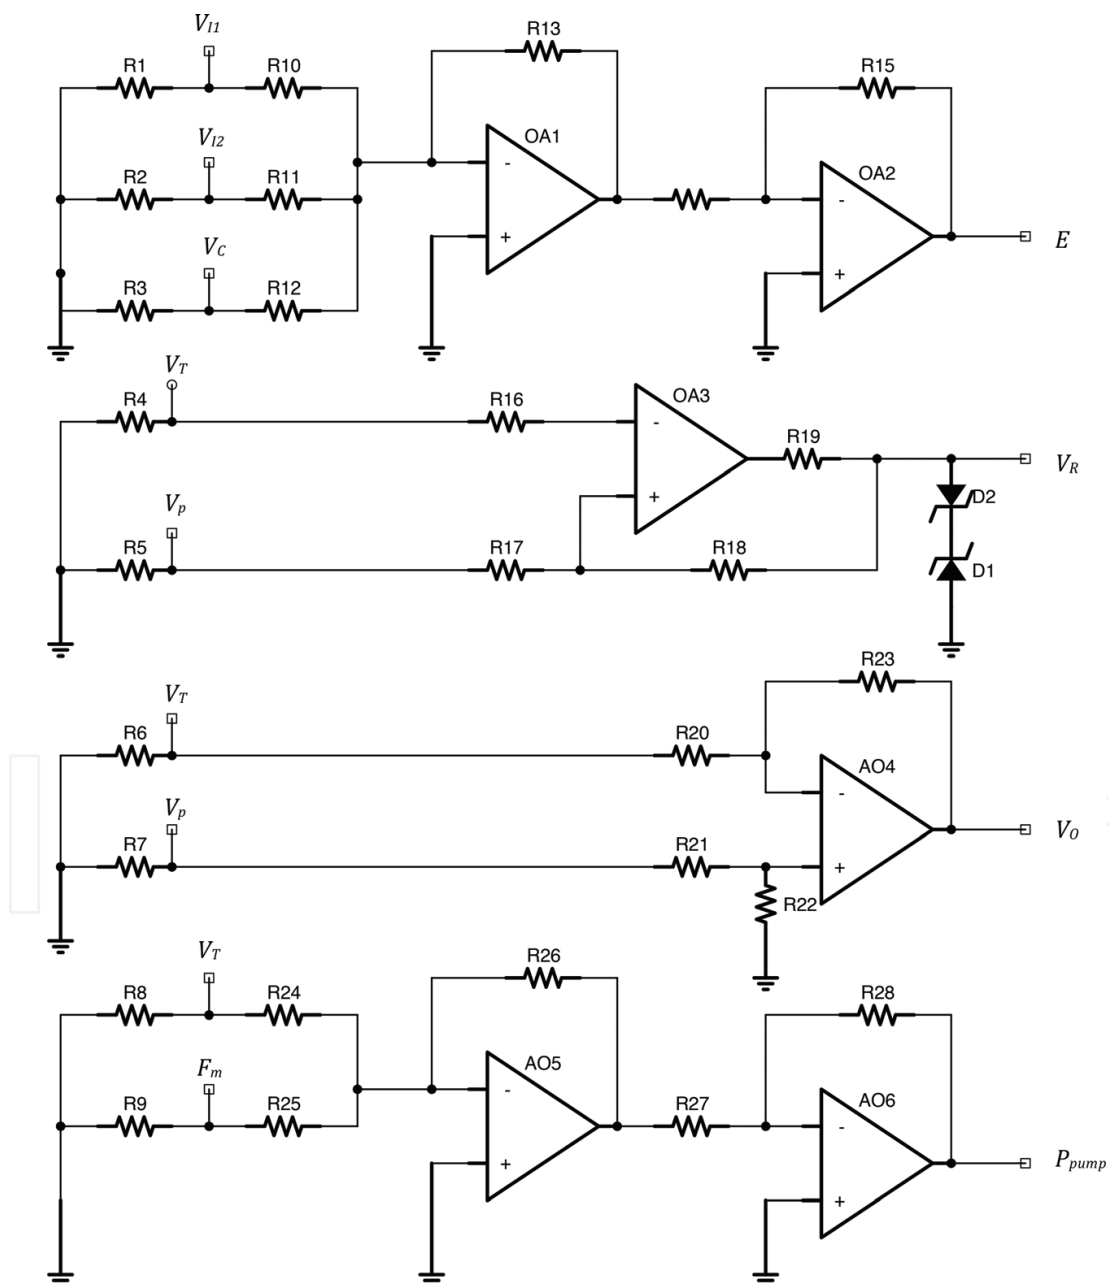 V_I1
R13
R1
R10
R15
V_I2
OA1
R2
R11
-
OA2
-
V_C
+
E
R3
R12
+
V_T
OA3
R4
R16
-
R19
V_R
V_p
+
D2
R5
R17
R18
D1
R23
V_T
R6
R20
AO4
-
V_p
V_O
R7
R21
+
R22
V_T
R26
R8
R24
R28
F_m
AO5
-
R9
R25
R27
AO6
-
+
P_pump
+